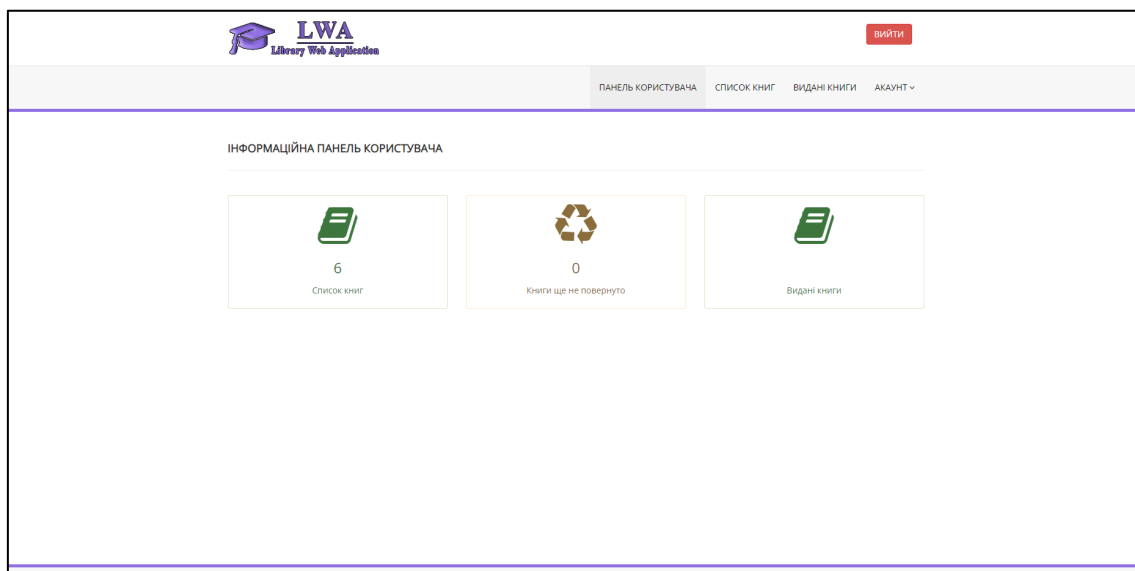 LWA
Library Web Application
ВИЙТИ
ПАНЕЛЬ КОРИСТУВАЧА СПИСОК КНИГ ВИДАНІ КНИГИ АКАУНТ
ІНФОРМАЦІЙНА ПАНЕЛЬ КОРИСТУВАЧА
6
Список книг
0
Книги ще не повернуто
Видані книги